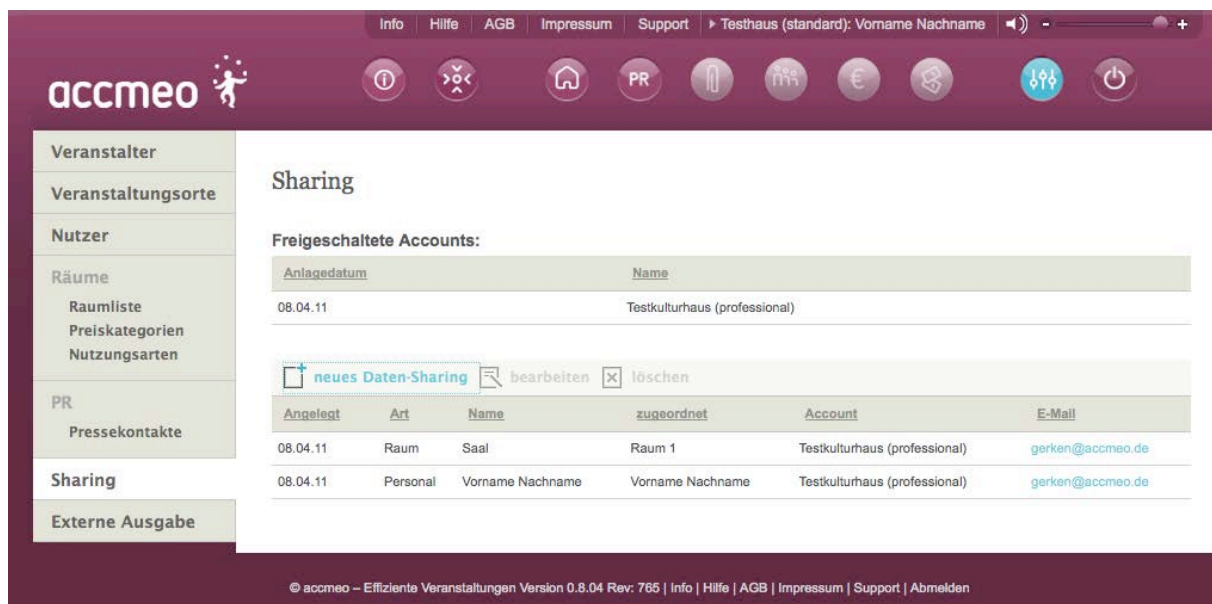 Info Hilfe AGB Impressum Support Testhaus (standard): Vorname Nachname - +
accmeo PR €
Veranstalter
Veranstaltungsorte
Nutzer
Räume
Raumliste
Preiskategorien
Nutzungsarten
PR
Pressekontakte
Sharing
Externe Ausgabe
Sharing
Freigeschaltete Accounts:
Anlagedatum Name
08.04.11 Testkulturhaus (professional)
neues Daten-Sharing bearbeiten löschen
Angelegt Art Name zugeordnet Account E-Mail
08.04.11 Raum Saal Raum 1 Testkulturhaus (professional) gerken@accmeo.de
08.04.11 Personal Vorname Nachname Vorname Nachname Testkulturhaus (professional) gerken@accmeo.de
© accmeo – Effiziente Veranstaltungen Version 0.8.04 Rev: 765 | Info | Hilfe | AGB | Impressum | Support | Abmelden